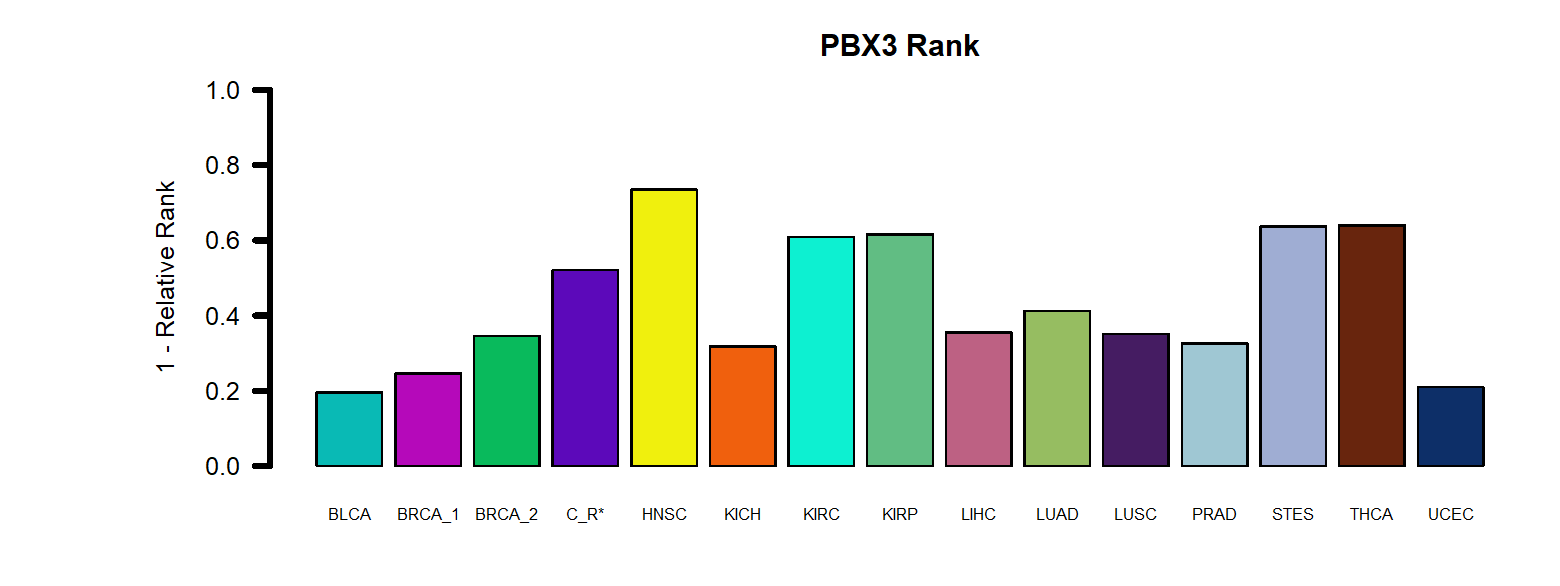 PBX3 Rank
1 - Relative Rank
1.0
0.8
0.6
0.4
0.2
0.0
BLCA BRCA_1 BRCA_2 C_R* HNSC KICH KIRC KIRP LIHC LUAD LUSC PRAD STES THCA UCEC